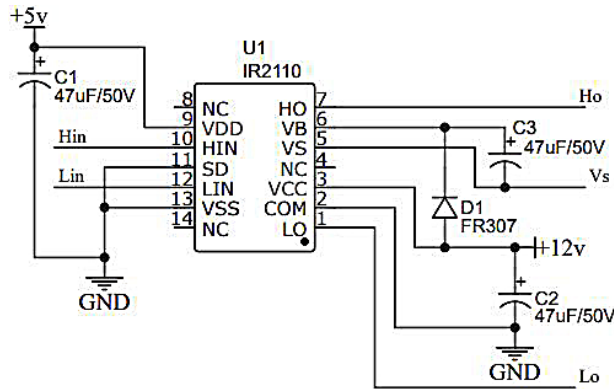 +5v
U1
IR2110
+
C1
47uF/50V
8 NC HO 7 Ho
9 VDD VB 6
Hin 10 HIN VS 5
+ C3
47uF/50V
11 SD NC 4
Lin 12 LIN VCC 3 Vs
13 VSS COM 2
14 NC LO 1
D1
FR307
+12v
+
C2
47uF/50V
GND
GND
Lo